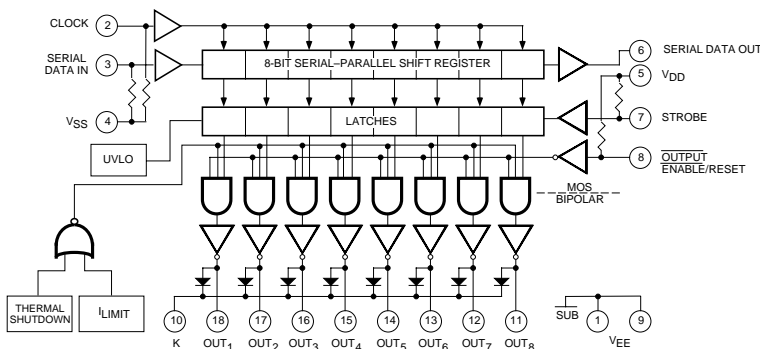 CLOCK
2
SERIAL
DATA IN
3
8-BIT SERIAL–PARALLEL SHIFT REGISTER
6
SERIAL DATA OUT
5
VDD
VSS
4
LATCHES
7
STROBE
UVLO
8
OUTPUT
ENABLE/RESET
MOS
BIPOLAR
THERMAL
SHUTDOWN
ILIMIT
SUB
10
18
17
16
15
14
13
12
11
1
9
K
OUT1
OUT2
OUT3
OUT4
OUT5
OUT6
OUT7
OUT8
VEE